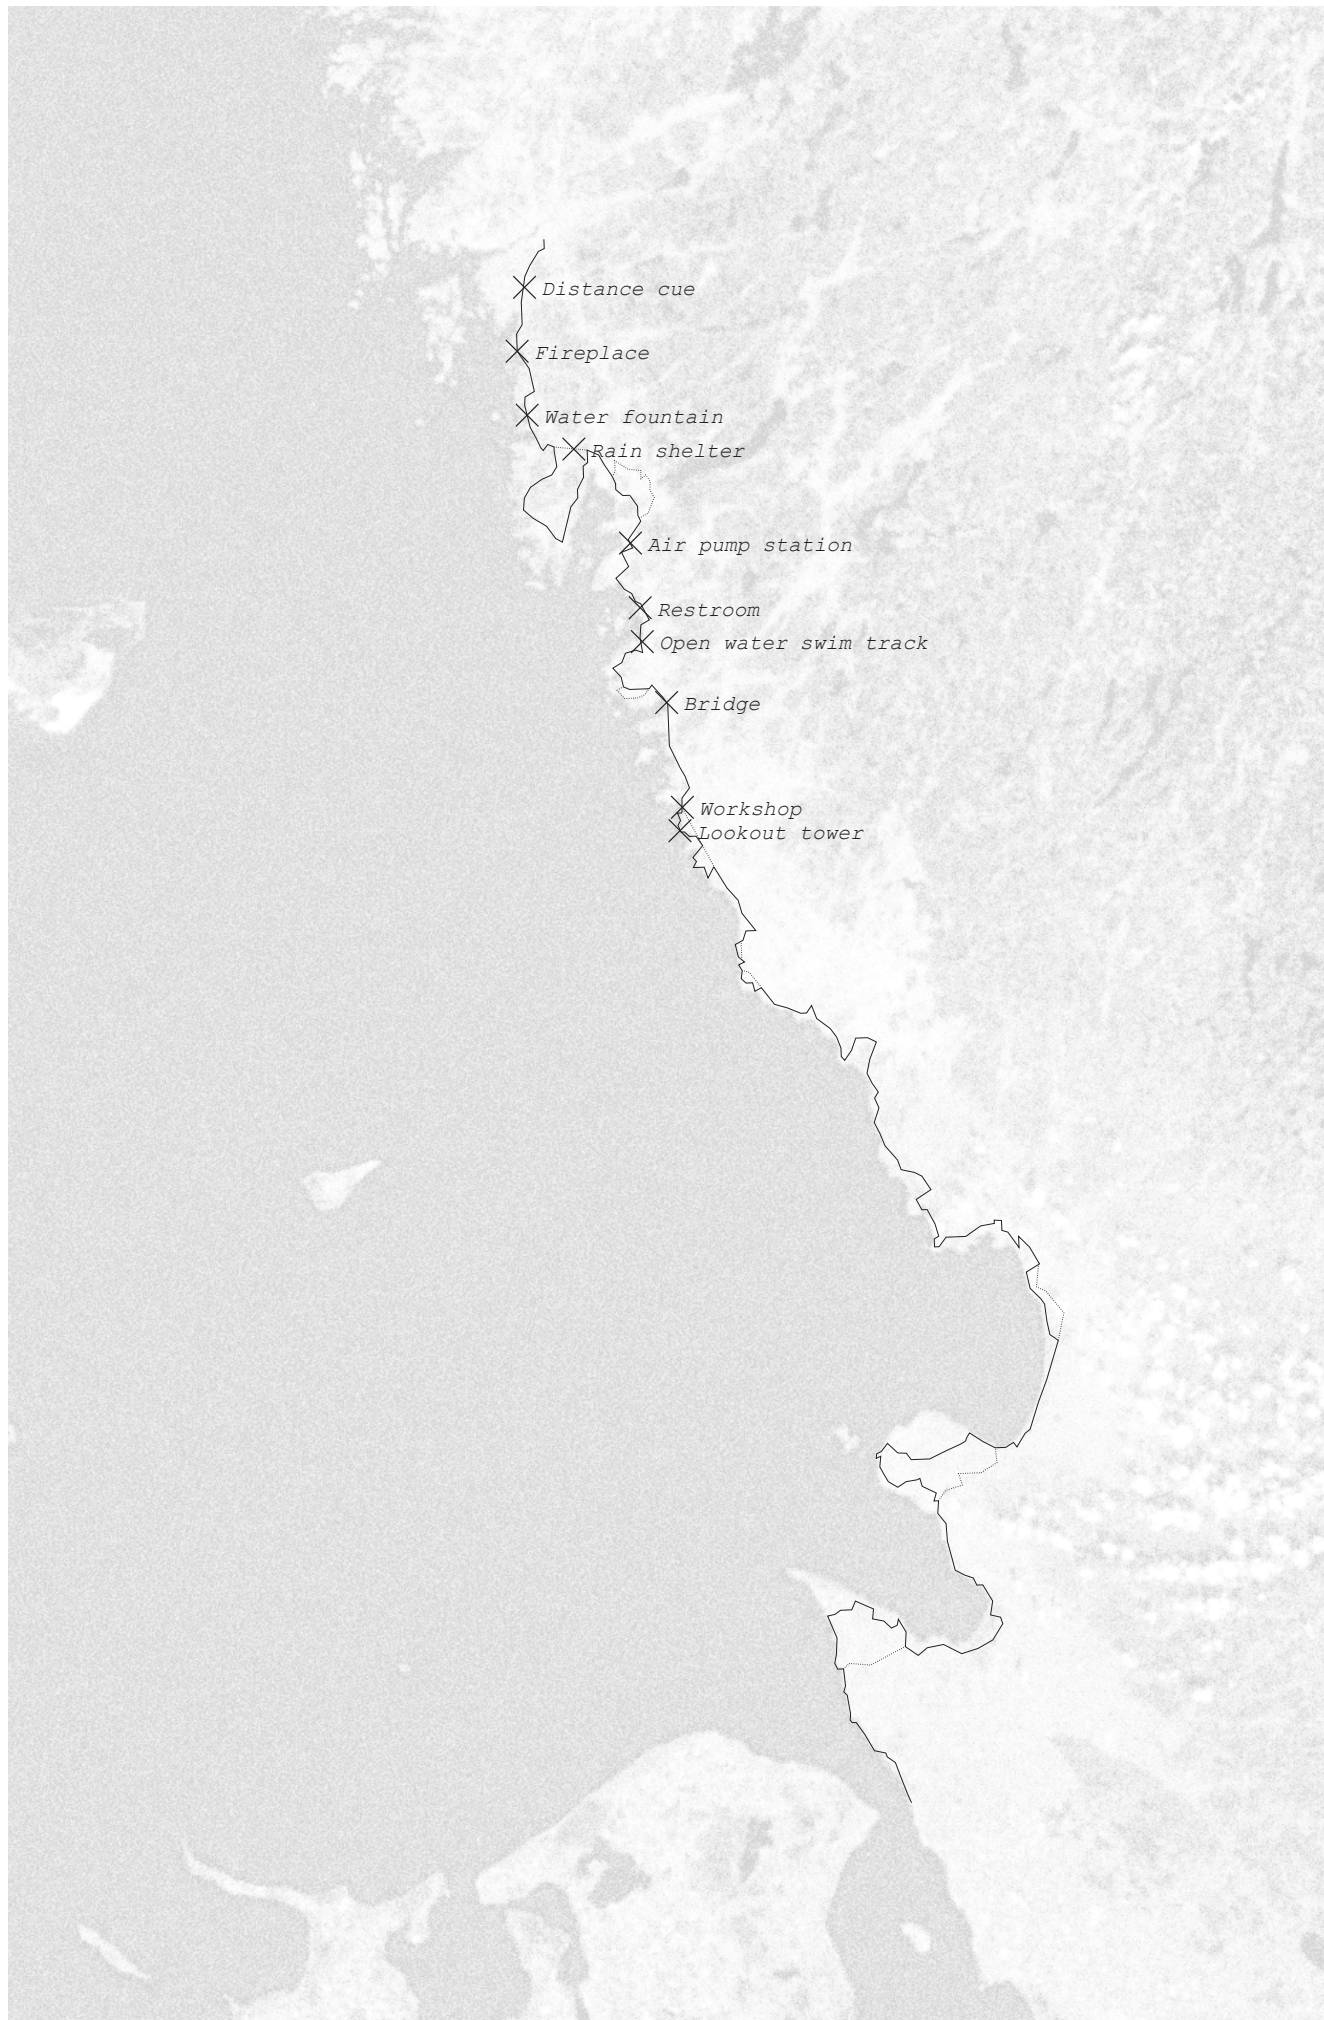 Distance cue
Fireplace
Water fountain
Rain shelter
Air pump station
Restroom
Open water swim track
Bridge
Workshop
Lookout tower